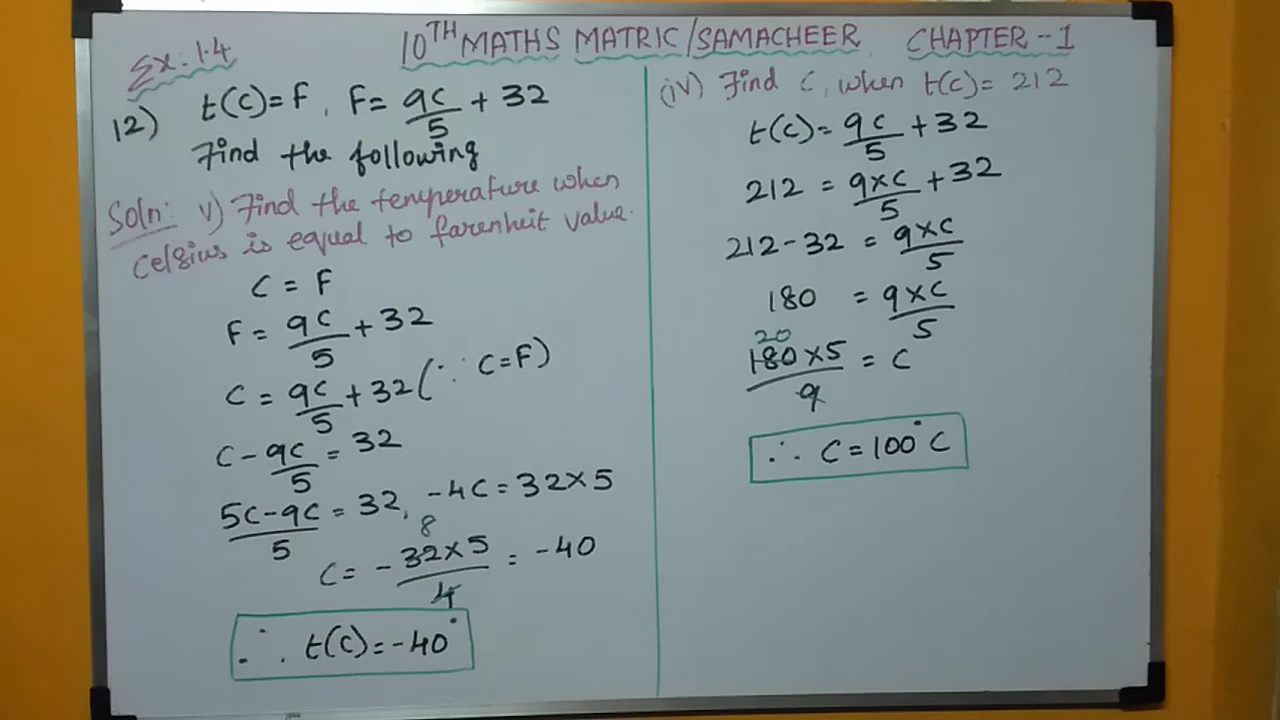 Ex: 1.4
10TH MATHS MATRIC/SAMACHEER CHAPTER - 1
12) t(C) = F, F = 9C/5 + 32
Find the following
Soln: v) Find the temperature when
Celsius is equal to farenheit value.
C = F
F = 9C/5 + 32
C = 9C/5 + 32 (∵ C=F)
C - 9C/5 = 32
5C-9C/5 = 32, -4C = 32×5
8
C = - 32×5/4 = -40
∴ t(C) = -40°
(iv) Find C, when t(C) = 212
t(C) = 9C/5 + 32
212 = 9×C/5 + 32
212-32 = 9×C/5
180 = 9×C/5
20
180×5/9 = C
∴ C = 100°C